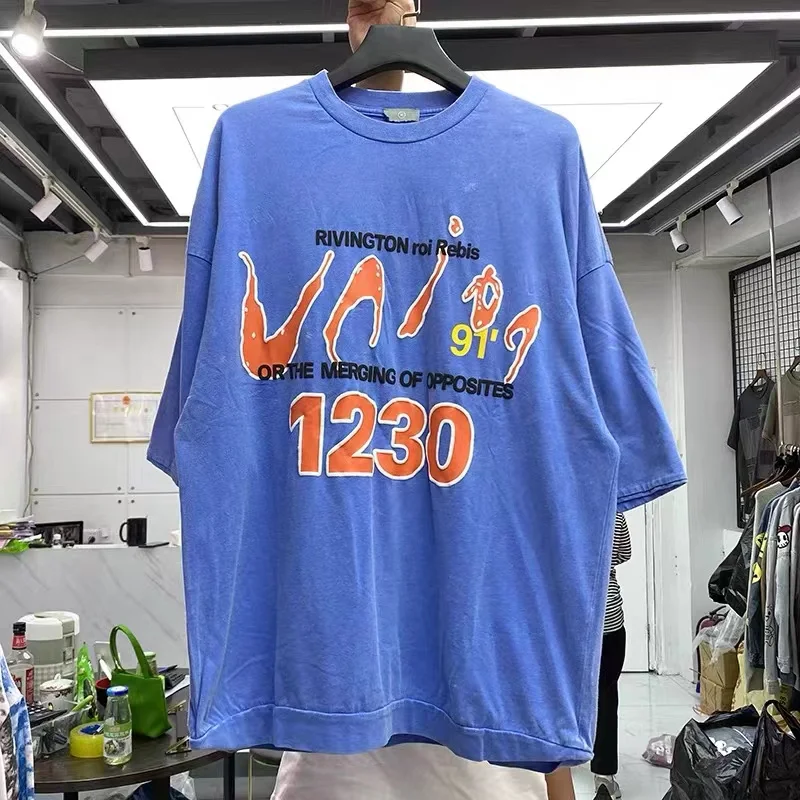 RIVINGTON roi Rebis
91'
OR THE MERGING OF OPPOSITES
1230